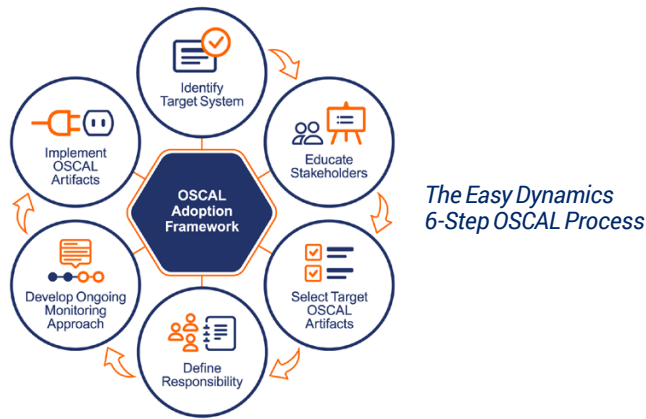 Identify
Target System
Educate
Stakeholders
Select Target
OSCAL
Artifacts
Define
Responsibility
Develop Ongoing
Monitoring
Approach
Implement
OSCAL
Artifacts
OSCAL
Adoption
Framework
The Easy Dynamics
6-Step OSCAL Process